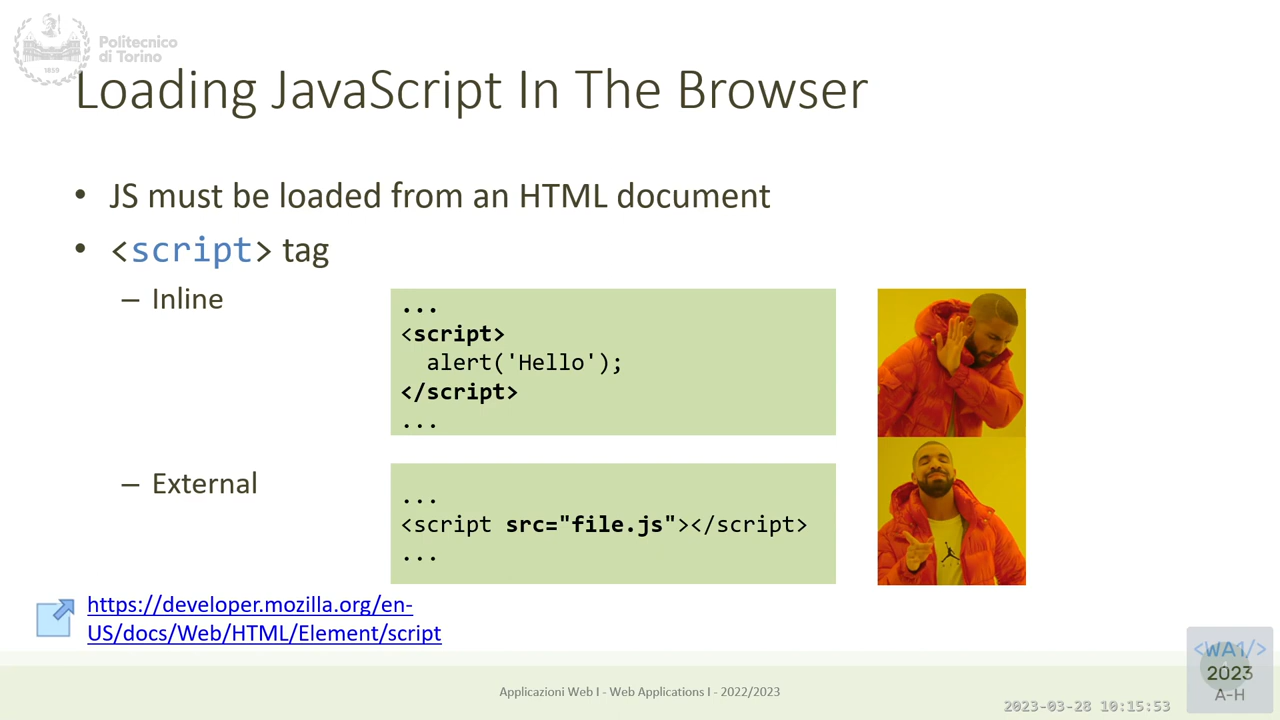 Politecnico
di Torino
1859
Loading JavaScript In The Browser
• JS must be loaded from an HTML document
• <script> tag
– Inline
...
<script>
alert('Hello');
</script>
...
– External
...
<script src="file.js"></script>
...
https://developer.mozilla.org/en-
US/docs/Web/HTML/Element/script
Applicazioni Web I - Web Applications I - 2022/2023
2023-03-28 10:15:53
<WA1/>
2023
A-H